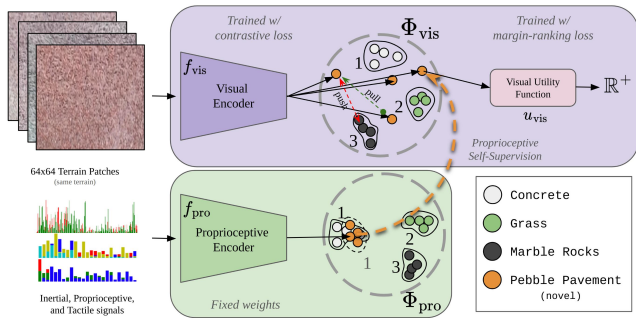 Trained w/
contrastive loss
Φvis
Trained w/
margin-ranking loss
fvis
Visual
Encoder
1
2
3
push
pull
Visual Utility
Function
uvis
ℝ+
Proprioceptive
Self-Supervision
64x64 Terrain Patches
(same terrain)
fpro
Proprioceptive
Encoder
1
1
2
3
Φpro
Fixed weights
Inertial, Proprioceptive,
and Tactile signals
Concrete
Grass
Marble Rocks
Pebble Pavement
(novel)